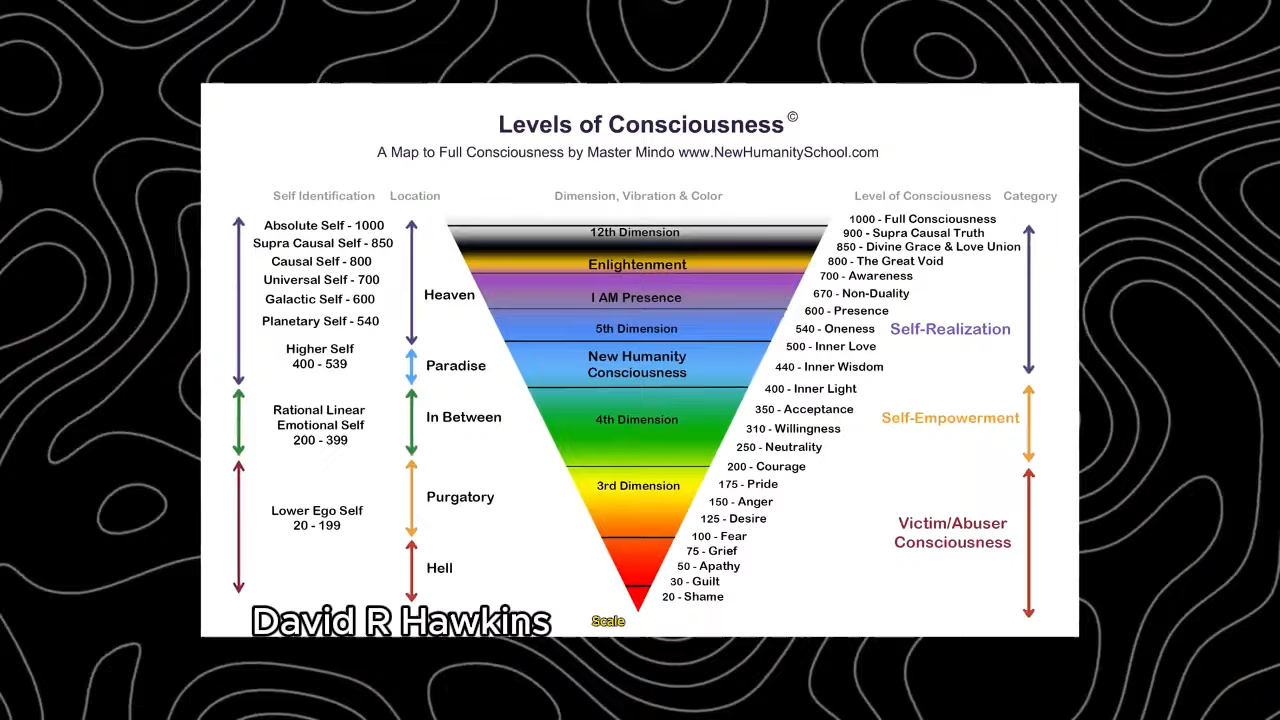 Levels of Consciousness©
A Map to Full Consciousness by Master Mindo www.NewHumanitySchool.com
Self Identification
Location
Dimension, Vibration & Color
Level of Consciousness
Category
Absolute Self - 1000
Supra Causal Self - 850
Causal Self - 800
Universal Self - 700
Galactic Self - 600
Planetary Self - 540
Higher Self
400 - 539
Rational Linear
Emotional Self
200 - 399
Lower Ego Self
20 - 199
Heaven
Paradise
In Between
Purgatory
Hell
12th Dimension
Enlightenment
I AM Presence
5th Dimension
New Humanity
Consciousness
4th Dimension
3rd Dimension
1000 - Full Consciousness
900 - Supra Causal Truth
850 - Divine Grace & Love Union
800 - The Great Void
700 - Awareness
670 - Non-Duality
600 - Presence
540 - Oneness
500 - Inner Love
440 - Inner Wisdom
400 - Inner Light
350 - Acceptance
310 - Willingness
250 - Neutrality
200 - Courage
175 - Pride
150 - Anger
125 - Desire
100 - Fear
75 - Grief
50 - Apathy
30 - Guilt
20 - Shame
Self-Realization
Self-Empowerment
Victim/Abuser
Consciousness
David R Hawkins
Scale